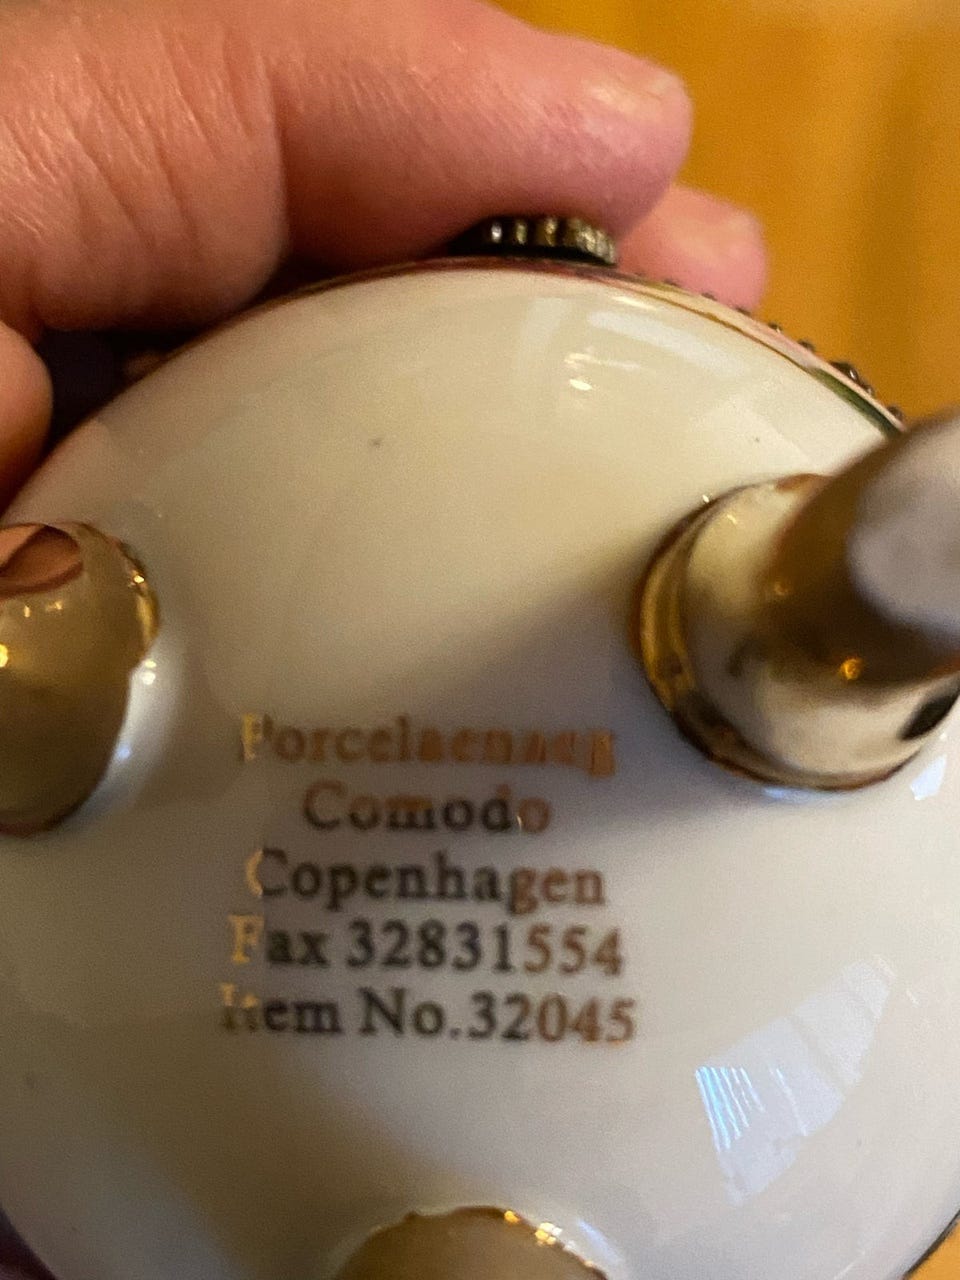 Porcelaenaeg
Comodo
Copenhagen
Fax 32831554
Item No.32045